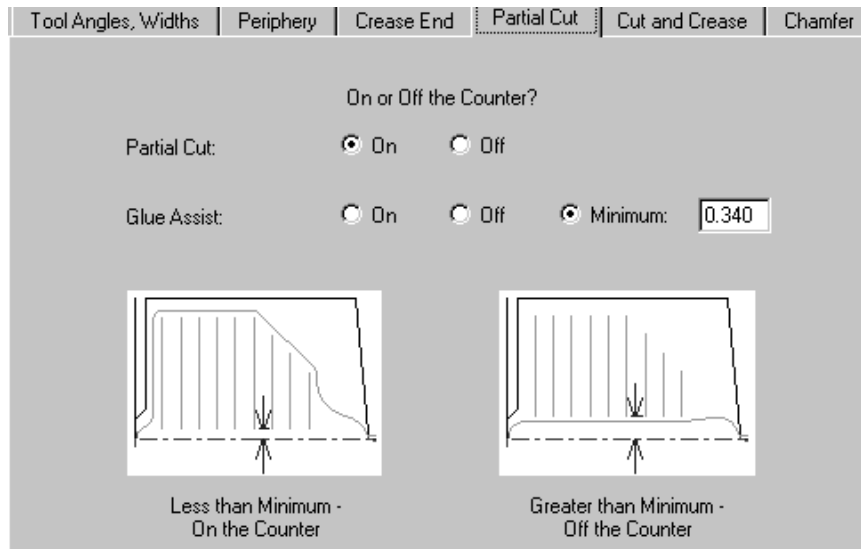 Tool Angles, Widths Periphery Crease End Partial Cut Cut and Crease Chamfer
On or Off the Counter?
Partial Cut: On Off
Glue Assist: On Off Minimum: 0.340
Less than Minimum - Greater than Minimum -
On the Counter Off the Counter